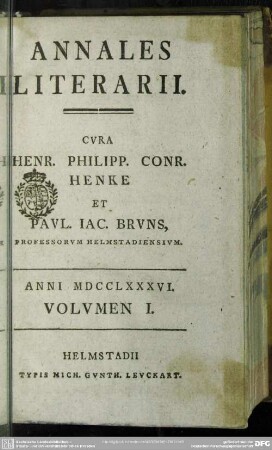 ANNALES
LITERARII.
CVRA
HENR. PHILIPP. CONR.
HENKE
ET
PAVL. IAC. BRVNS,
PROFESSORVM HELMSTADIENSIVM.
ANNI MDCCLXXXVI.
VOLVMEN I.
HELMSTADII
TYPIS MICH. GVNTH. LEVCKART.
DFG